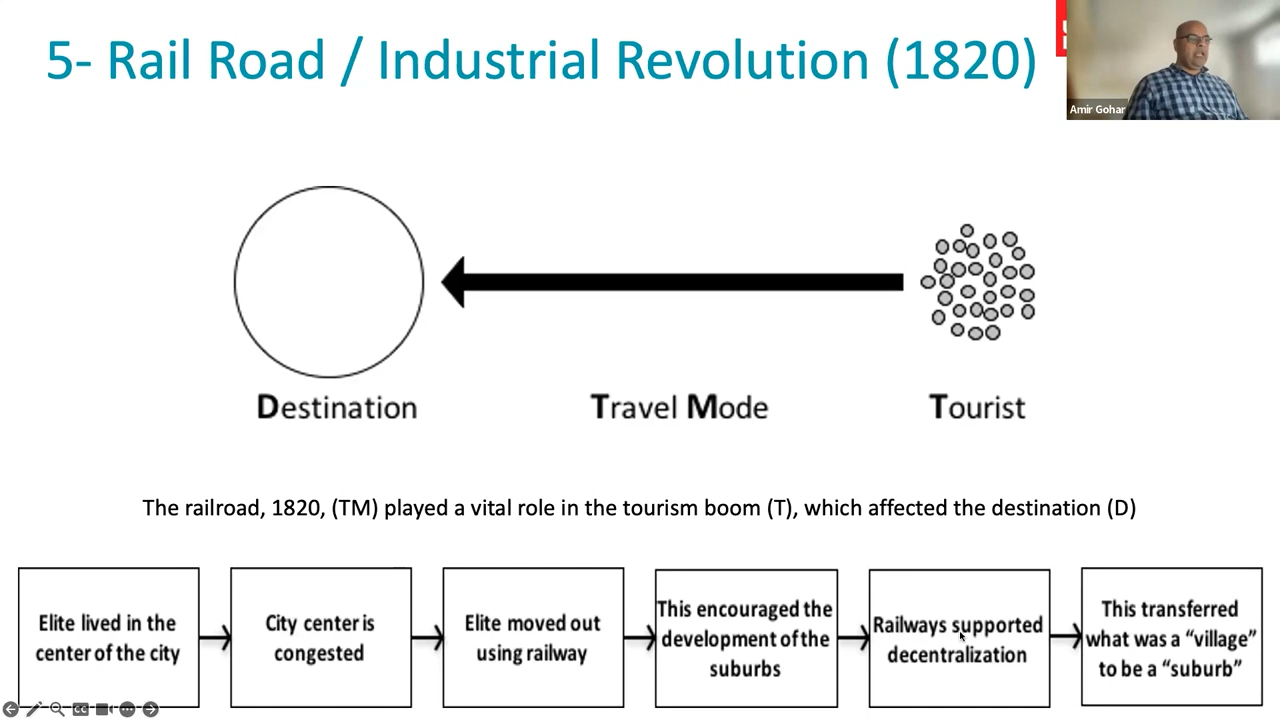 5- Rail Road / Industrial Revolution (1820)
Amir Gohar
Destination
Travel Mode
Tourist
The railroad, 1820, (TM) played a vital role in the tourism boom (T), which affected the destination (D)
Elite lived in the
center of the city
City center is
congested
Elite moved out
using railway
This encouraged the
development of the
suburbs
Railways supported
decentralization
This transferred
what was a “village”
to be a “suburb”